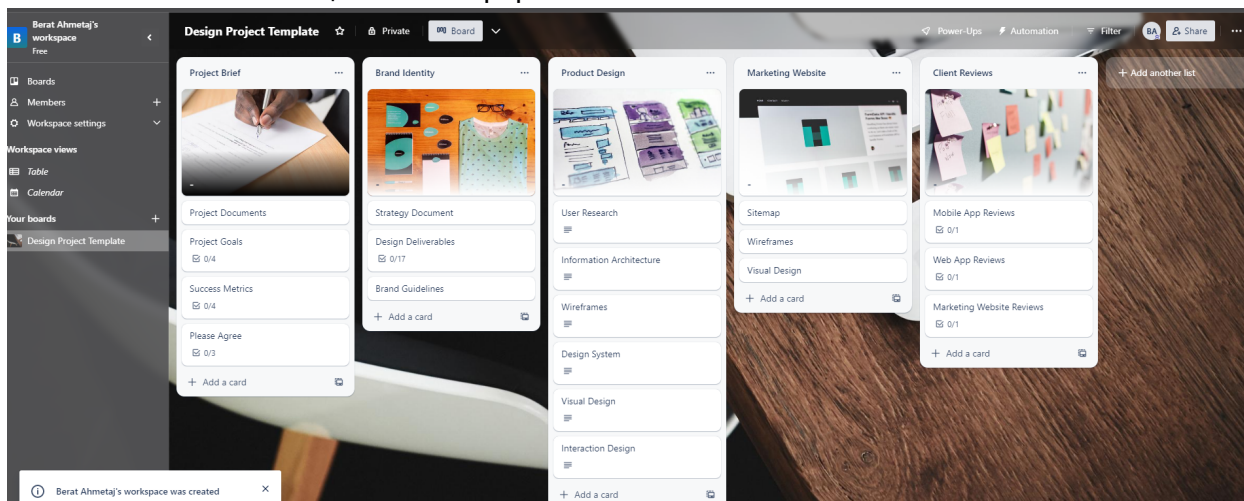 Berat Ahmetaj's
workspace
B
Free
Design Project Template
Private
Board
Power-Ups
Automation
Filter
BA
Share
Boards
Members
Workspace settings
Workspace views
Table
Calendar
Your boards
Design Project Template
Project Brief
-
Project Documents
Project Goals
0/4
Success Metrics
0/4
Please Agree
0/3
+ Add a card
Brand Identity
-
Strategy Document
Design Deliverables
0/17
Brand Guidelines
+ Add a card
Product Design
-
User Research
Information Architecture
Wireframes
Design System
Visual Design
Interaction Design
+ Add a card
Marketing Website
-
Sitemap
Wireframes
Visual Design
+ Add a card
Client Reviews
-
Mobile App Reviews
0/1
Web App Reviews
0/1
Marketing Website Reviews
0/1
+ Add a card
+ Add another list
Berat Ahmetaj's workspace was created